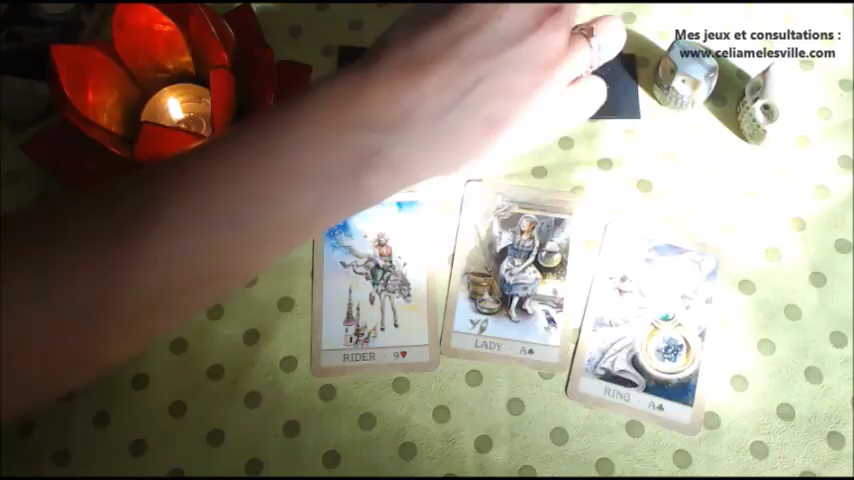 Mes jeux et consultations :
www.celiamelesville.com
RIDER · 9♥
LADY · A♠
RING · A♣